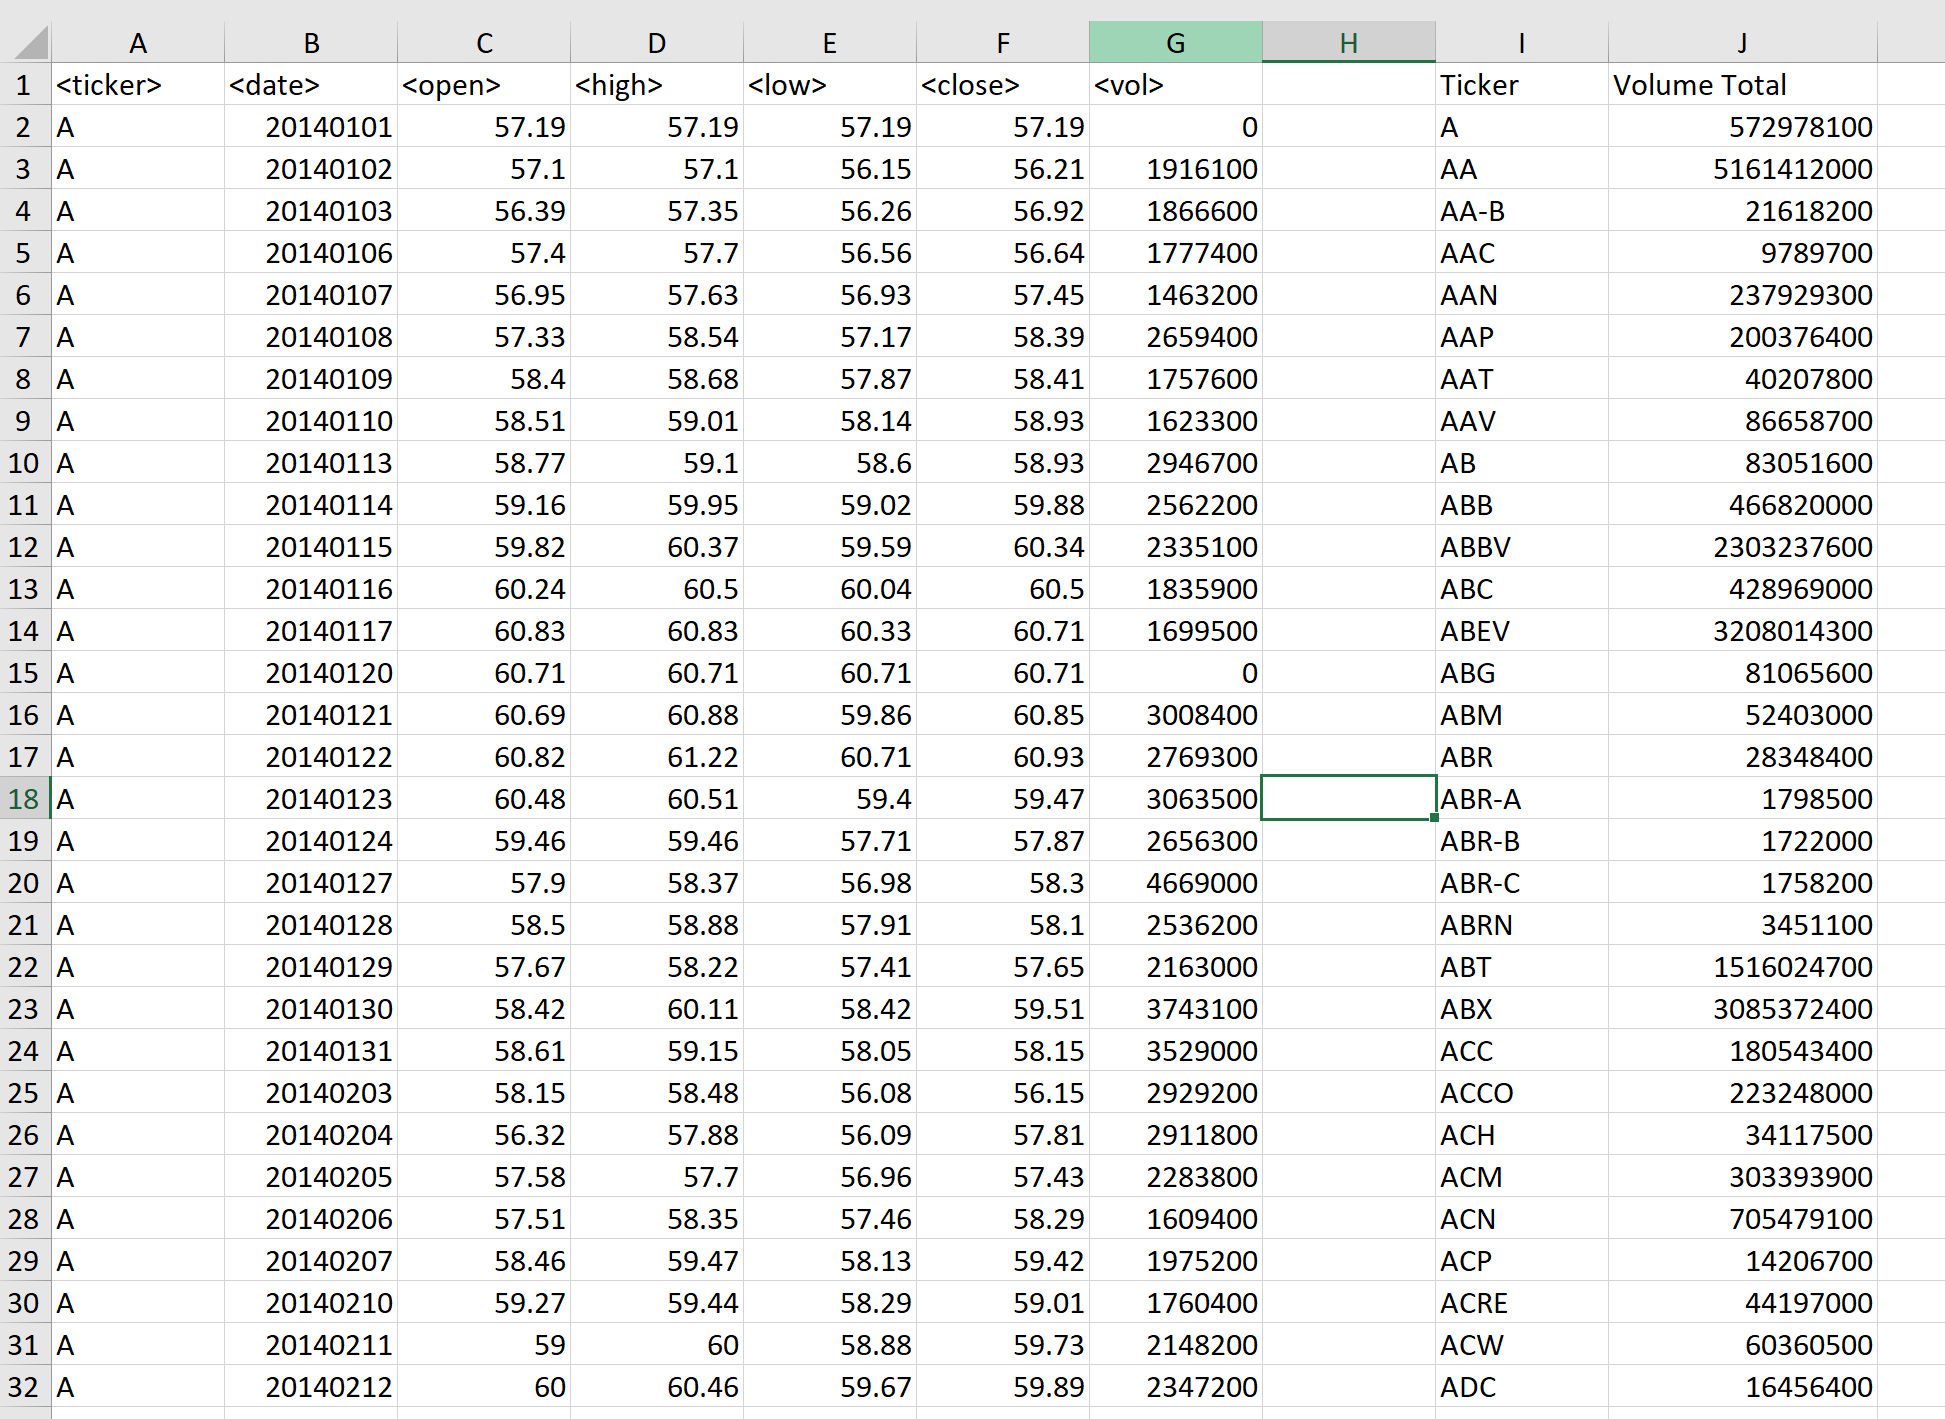 A B C D E F G H I J
1 <ticker> <date> <open> <high> <low> <close> <vol> Ticker Volume Total
2 A 20140101 57.19 57.19 57.19 57.19 0 A 572978100
3 A 20140102 57.1 57.1 56.15 56.21 1916100 AA 5161412000
4 A 20140103 56.39 57.35 56.26 56.92 1866600 AA-B 21618200
5 A 20140106 57.4 57.7 56.56 56.64 1777400 AAC 9789700
6 A 20140107 56.95 57.63 56.93 57.45 1463200 AAN 237929300
7 A 20140108 57.33 58.54 57.17 58.39 2659400 AAP 200376400
8 A 20140109 58.4 58.68 57.87 58.41 1757600 AAT 40207800
9 A 20140110 58.51 59.01 58.14 58.93 1623300 AAV 86658700
10 A 20140113 58.77 59.1 58.6 58.93 2946700 AB 83051600
11 A 20140114 59.16 59.95 59.02 59.88 2562200 ABB 466820000
12 A 20140115 59.82 60.37 59.59 60.34 2335100 ABBV 2303237600
13 A 20140116 60.24 60.5 60.04 60.5 1835900 ABC 428969000
14 A 20140117 60.83 60.83 60.33 60.71 1699500 ABEV 3208014300
15 A 20140120 60.71 60.71 60.71 60.71 0 ABG 81065600
16 A 20140121 60.69 60.88 59.86 60.85 3008400 ABM 52403000
17 A 20140122 60.82 61.22 60.71 60.93 2769300 ABR 28348400
18 A 20140123 60.48 60.51 59.4 59.47 3063500 ABR-A 1798500
19 A 20140124 59.46 59.46 57.71 57.87 2656300 ABR-B 1722000
20 A 20140127 57.9 58.37 56.98 58.3 4669000 ABR-C 1758200
21 A 20140128 58.5 58.88 57.91 58.1 2536200 ABRN 3451100
22 A 20140129 57.67 58.22 57.41 57.65 2163000 ABT 1516024700
23 A 20140130 58.42 60.11 58.42 59.51 3743100 ABX 3085372400
24 A 20140131 58.61 59.15 58.05 58.15 3529000 ACC 180543400
25 A 20140203 58.15 58.48 56.08 56.15 2929200 ACCO 223248000
26 A 20140204 56.32 57.88 56.09 57.81 2911800 ACH 34117500
27 A 20140205 57.58 57.7 56.96 57.43 2283800 ACM 303393900
28 A 20140206 57.51 58.35 57.46 58.29 1609400 ACN 705479100
29 A 20140207 58.46 59.47 58.13 59.42 1975200 ACP 14206700
30 A 20140210 59.27 59.44 58.29 59.01 1760400 ACRE 44197000
31 A 20140211 59 60 58.88 59.73 2148200 ACW 60360500
32 A 20140212 60 60.46 59.67 59.89 2347200 ADC 16456400